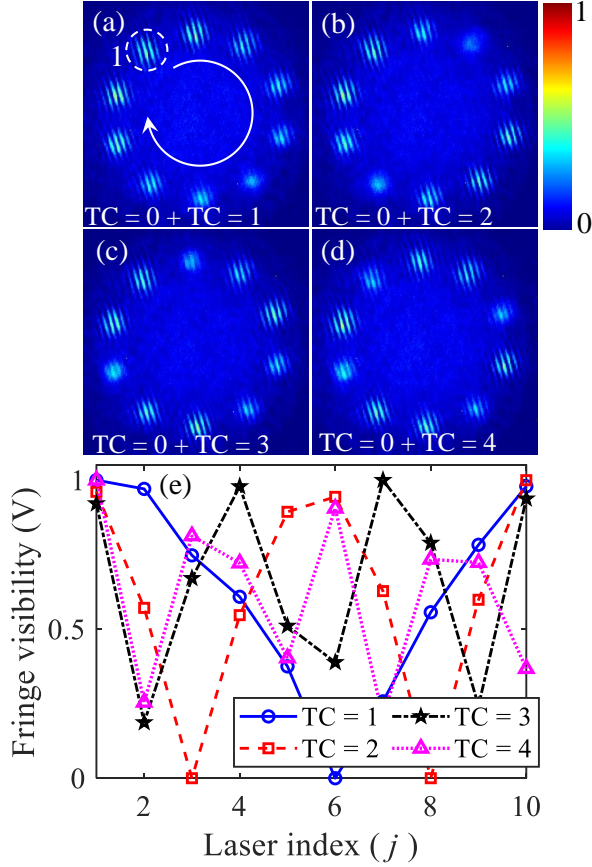 (a)
1
TC = 0 + TC = 1
(b)
TC = 0 + TC = 2
1
0
(c)
TC = 0 + TC = 3
(d)
TC = 0 + TC = 4
(e)
Fringe visibility (V)
1
0.5
0
TC = 1
TC = 2
TC = 3
TC = 4
2 4 6 8 10
Laser index (j)